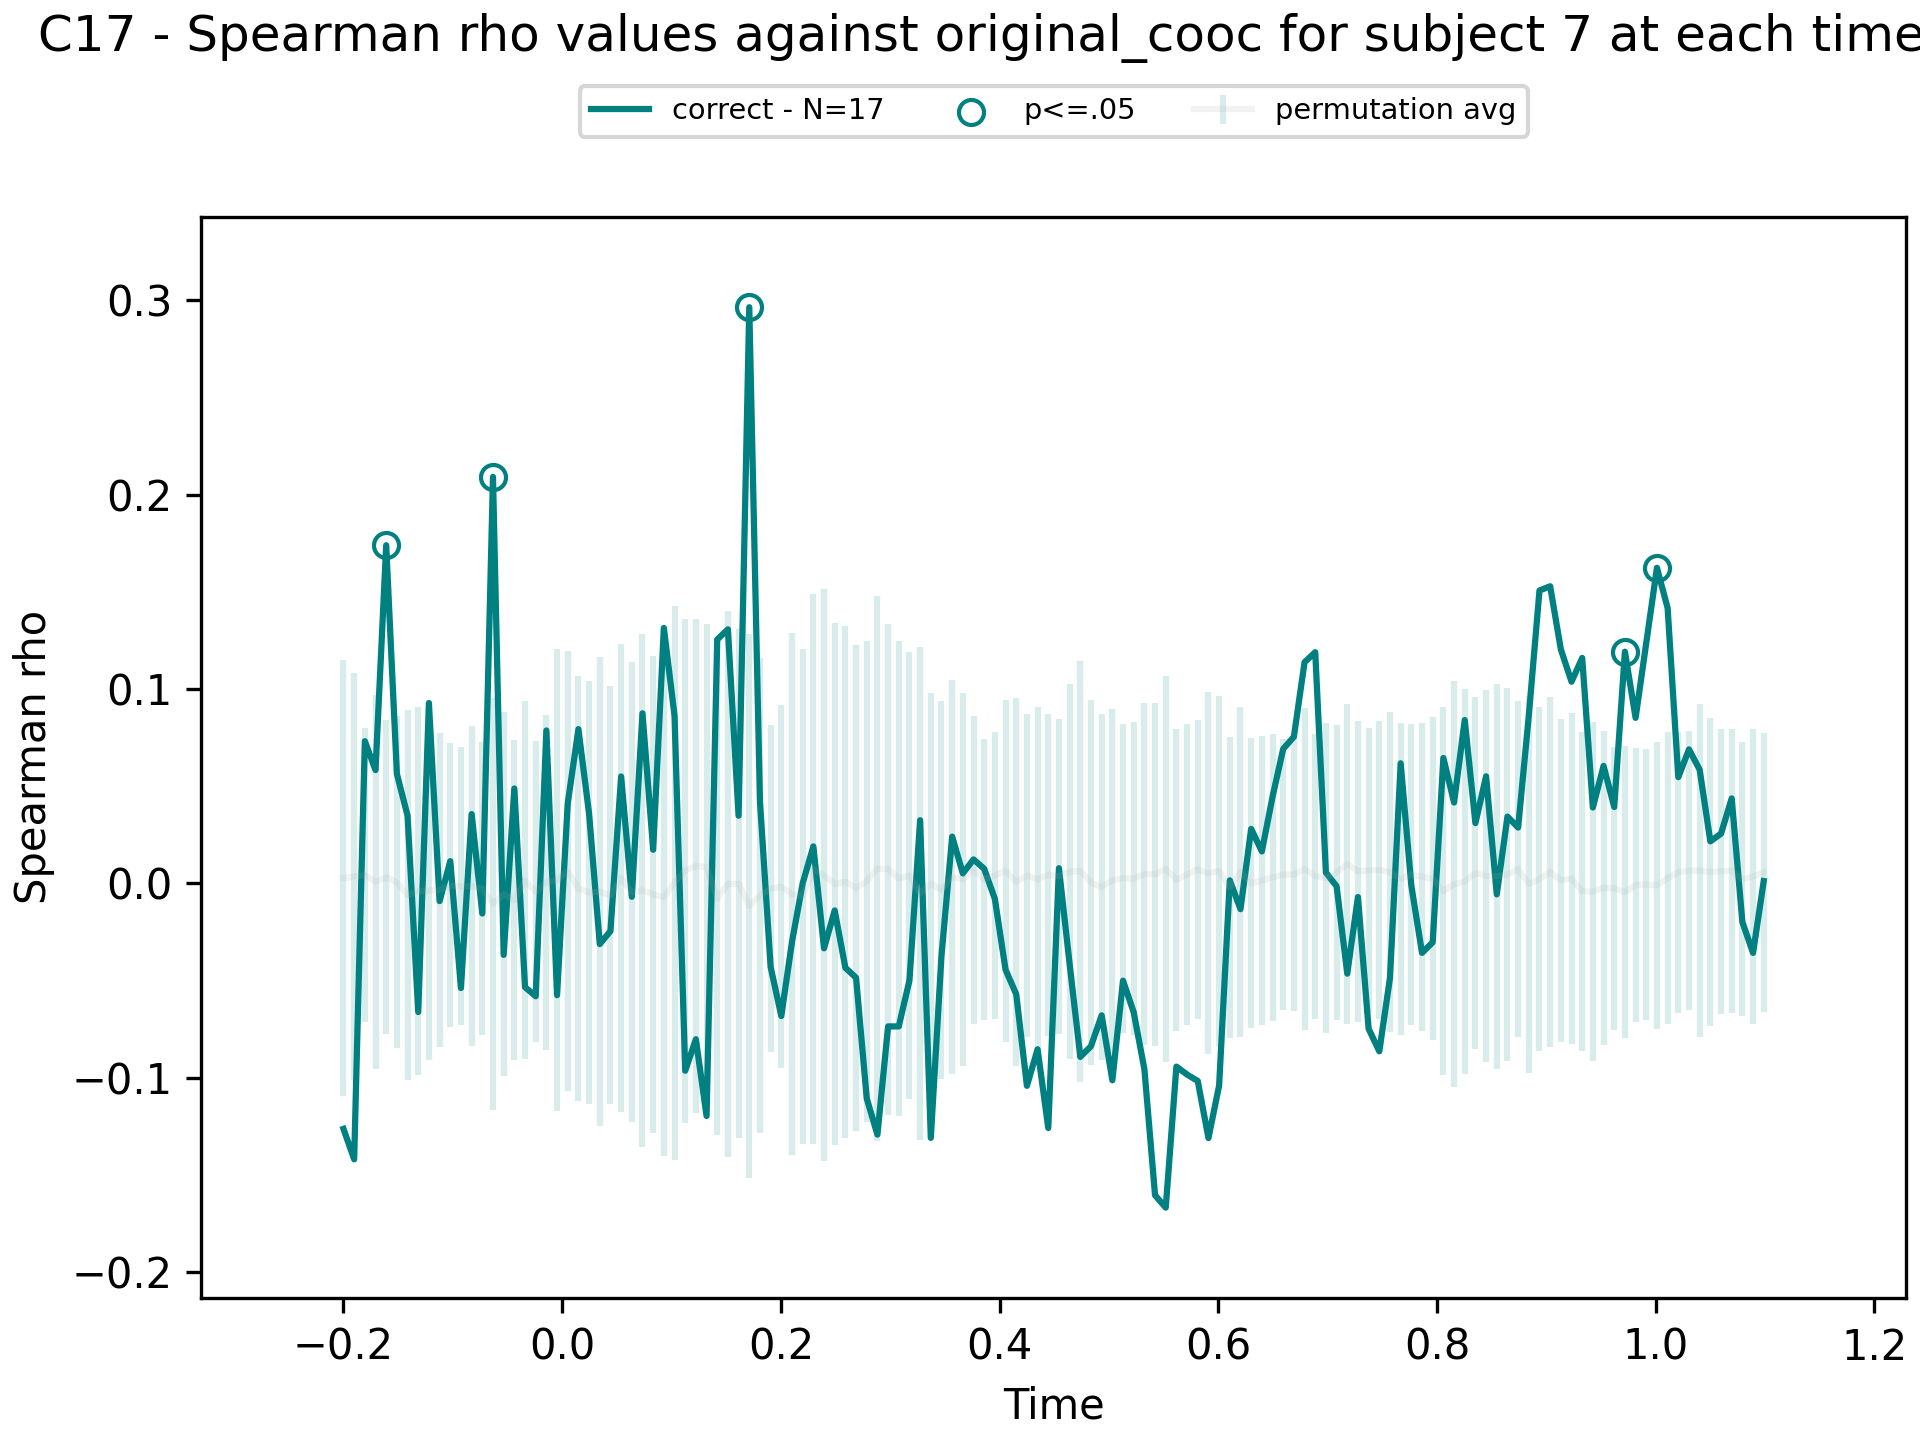 C17 - Spearman rho values against original_cooc for subject 7 at each time
correct - N=17
p<=.05
permutation avg
0.3
0.2
0.1
0.0
−0.1
−0.2
Spearman rho
−0.2 0.0 0.2 0.4 0.6 0.8 1.0 1.2
Time